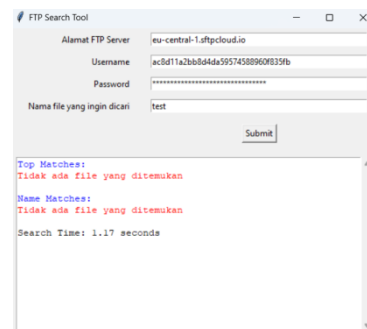 FTP Search Tool
Alamat FTP Server eu-central-1.sftpcloud.io
Username ac8d11a2bb8d4da59574588960f835fb
Password ********************************
Nama file yang ingin dicari test
Submit
Top Matches:
Tidak ada file yang ditemukan
Name Matches:
Tidak ada file yang ditemukan
Search Time: 1.17 seconds